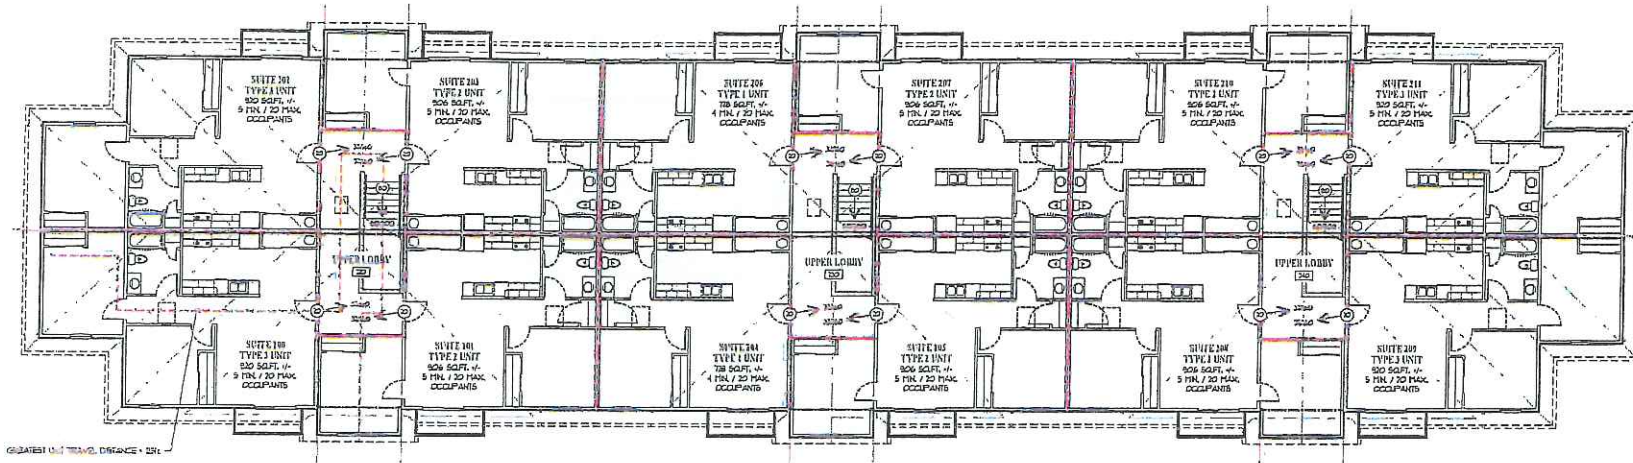 SUITE 202
TYPE 3 UNIT
920 SQ.FT. +/-
5 MIN. / 20 MAX.
OCCUPANTS
SUITE 203
TYPE 2 UNIT
906 SQ.FT. +/-
5 MIN. / 20 MAX.
OCCUPANTS
SUITE 206
TYPE 1 UNIT
778 SQ.FT. +/-
4 MIN. / 20 MAX.
OCCUPANTS
SUITE 207
TYPE 2 UNIT
906 SQ.FT. +/-
5 MIN. / 20 MAX.
OCCUPANTS
SUITE 210
TYPE 2 UNIT
906 SQ.FT. +/-
5 MIN. / 20 MAX.
OCCUPANTS
SUITE 211
TYPE 3 UNIT
920 SQ.FT. +/-
5 MIN. / 20 MAX.
OCCUPANTS
UPPER LOBBY
UPPER LOBBY
230
UPPER LOBBY
240
TYPE 3 UNIT
920 SQ.FT. +/-
5 MIN. / 20 MAX.
OCCUPANTS
SUITE 201
TYPE 2 UNIT
906 SQ.FT. +/-
5 MIN. / 20 MAX.
OCCUPANTS
SUITE 204
TYPE 1 UNIT
778 SQ.FT. +/-
4 MIN. / 20 MAX.
OCCUPANTS
SUITE 205
TYPE 2 UNIT
906 SQ.FT. +/-
5 MIN. / 20 MAX.
OCCUPANTS
SUITE 208
TYPE 2 UNIT
906 SQ.FT. +/-
5 MIN. / 20 MAX.
OCCUPANTS
SUITE 209
TYPE 3 UNIT
920 SQ.FT. +/-
5 MIN. / 20 MAX.
OCCUPANTS
GREATEST UNIT TRAVEL DISTANCE